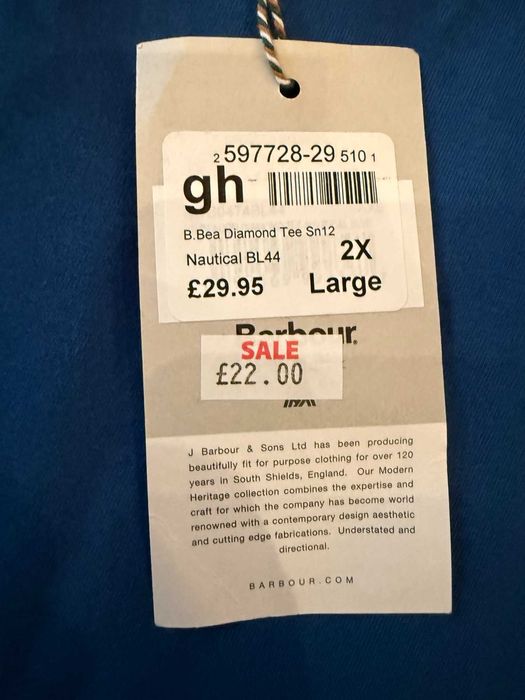 2 597728-29 510 1
gh
B.Bea Diamond Tee Sn12
Nautical BL44
2X
£29.95
Large
Barbour
SALE
£22.00
J Barbour & Sons Ltd has been producing
beautifully fit for purpose clothing for over 120
years in South Shields, England. Our Modern
Heritage collection combines the expertise and
craft for which the company has become world
renowned with a contemporary design aesthetic
and cutting edge fabrications. Understated and
directional.
BARBOUR.COM